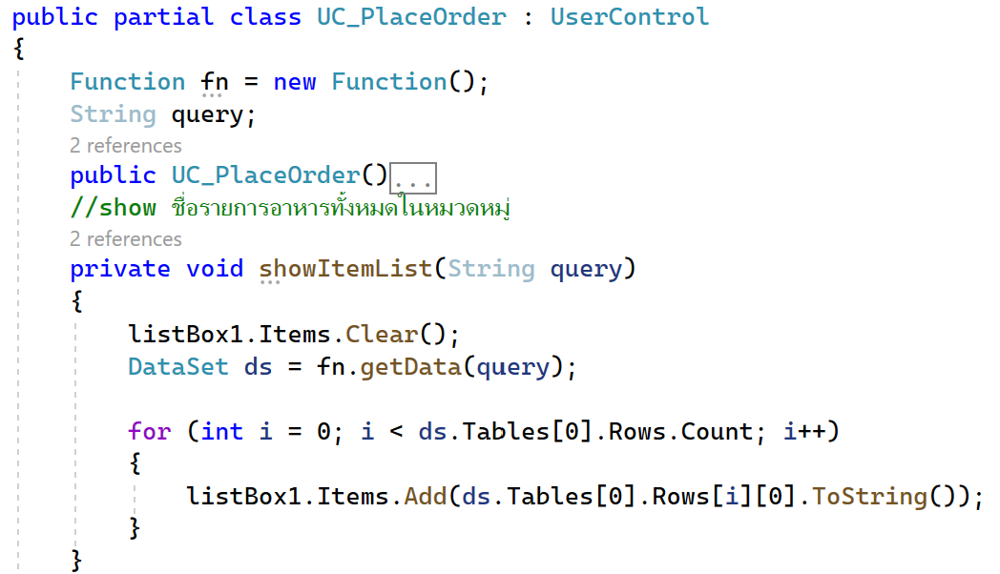 public partial class UC_PlaceOrder : UserControl
{
Function fn = new Function();
String query;
2 references
public UC_PlaceOrder()...
//show ชื่อรายการอาหารทั้งหมดในหมวดหมู่
2 references
private void showItemList(String query)
{
listBox1.Items.Clear();
DataSet ds = fn.getData(query);
for (int i = 0; i < ds.Tables[0].Rows.Count; i++)
{
listBox1.Items.Add(ds.Tables[0].Rows[i][0].ToString());
}
}